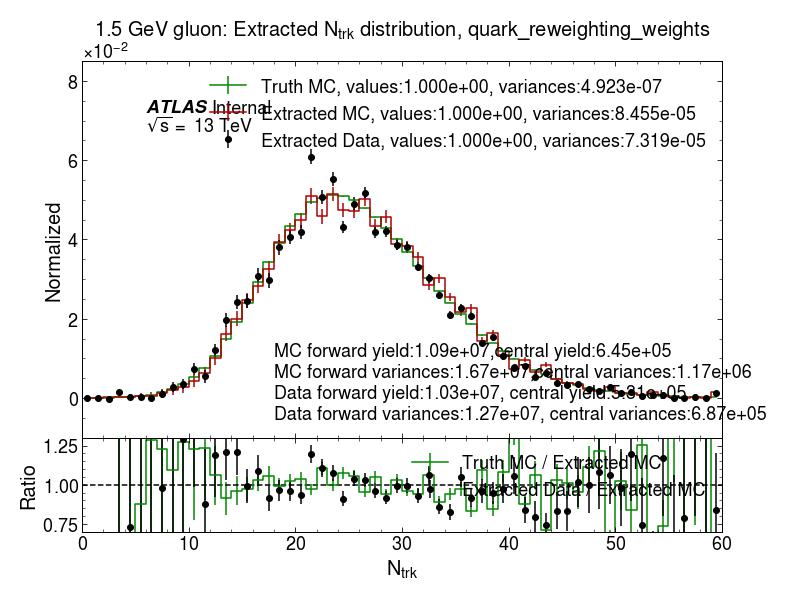 1.5 GeV gluon: Extracted N_trk distribution, quark_reweighting_weights
×10⁻²
Truth MC, values:1.000e+00, variances:4.923e-07
ATLAS Internal
Extracted MC, values:1.000e+00, variances:8.455e-05
√s = 13 TeV
Extracted Data, values:1.000e+00, variances:7.319e-05
8
6
4
2
0
Normalized
MC forward yield:1.09e+07,central yield:6.45e+05
MC forward variances:1.67e+07, central variances:1.17e+06
Data forward yield:1.03e+07, central yield:5.31e+05
Data forward variances:1.27e+07, central variances:6.87e+05
1.25
1.00
0.75
Ratio
Truth MC / Extracted MC
Extracted Data / Extracted MC
0 10 20 30 40 50 60
N_trk